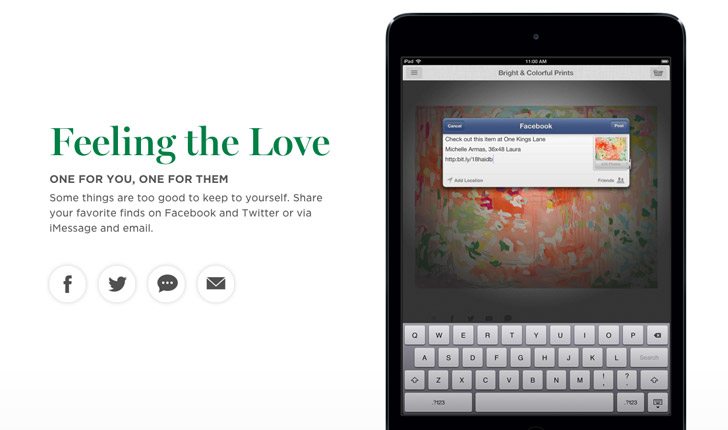 Feeling the Love
ONE FOR YOU, ONE FOR THEM
Some things are too good to keep to yourself. Share
your favorite finds on Facebook and Twitter or via
iMessage and email.
iPad
11:00 AM
Bright & Colorful Prints
Cancel
Facebook
Post
Check out this item at One Kings Lane
Michelle Armas, 36x48 Laura
http:bit.ly/18haidb
Add Location
Friends
Q W E R T Y U I O P
A S D F G H J K L Search
Z X C V B N M ! , ? .
.?123 .?123